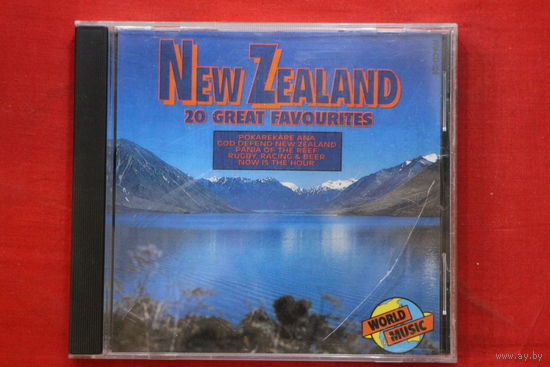 NEW ZEALAND
20 GREAT FAVOURITES
POKAREKARE ANA
GOD DEFEND NEW ZEALAND
PANIA OF THE REEF
RUGBY, RACING & BEER
NOW IS THE HOUR
WORLD
MUSIC
www.ay.by